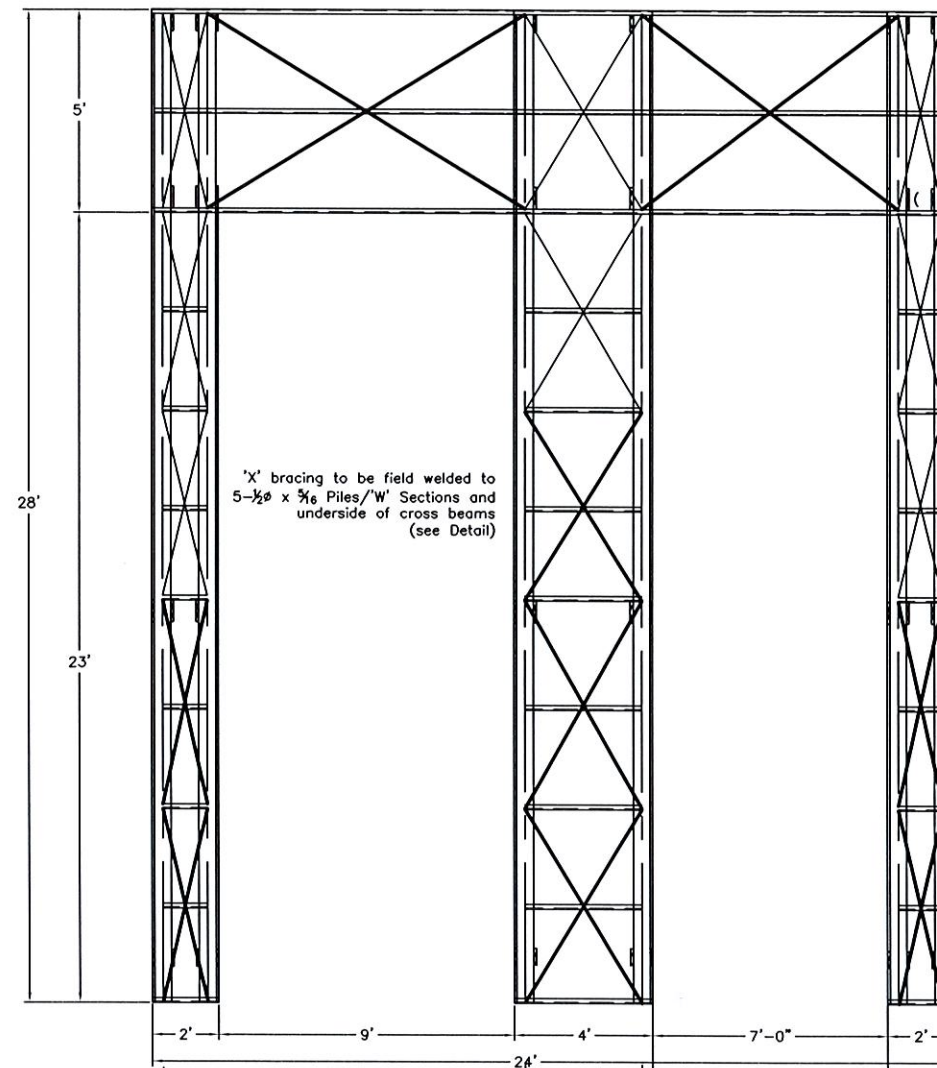 5'
28'
'X' bracing to be field welded to
5-½ø x 5⁄16 Piles/'W' Sections and
underside of cross beams
(see Detail)
23'
2'
9'
4'
7'-0"
2'
24'